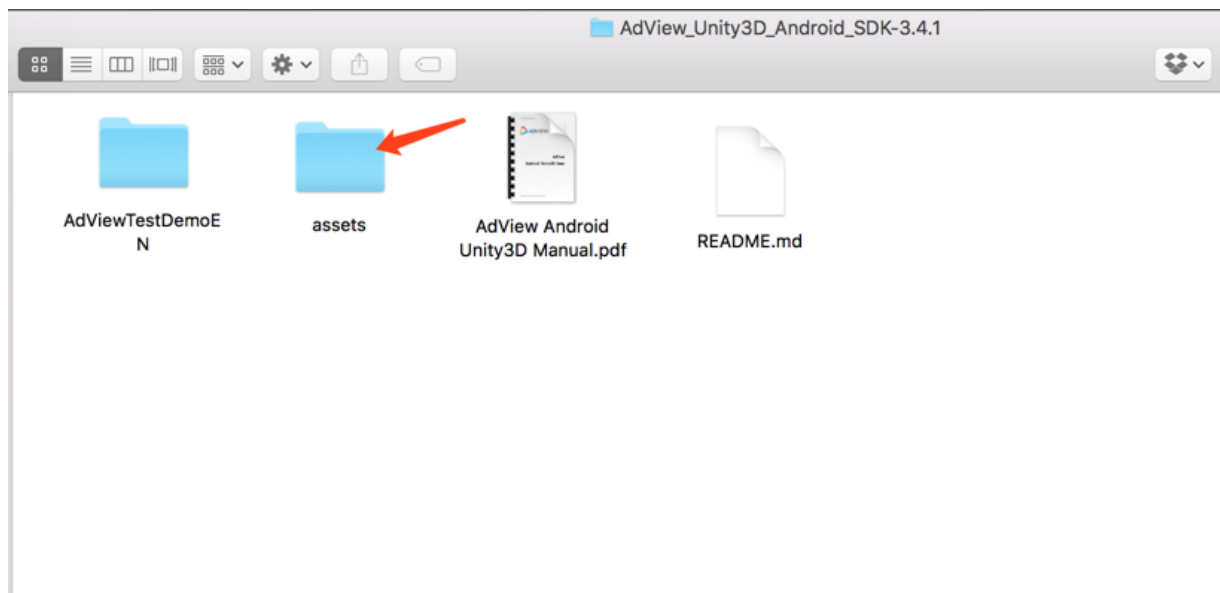 AdView_Unity3D_Android_SDK-3.4.1
AdViewTestDemoE
N
assets
AdView Android
Unity3D Manual.pdf
README.md